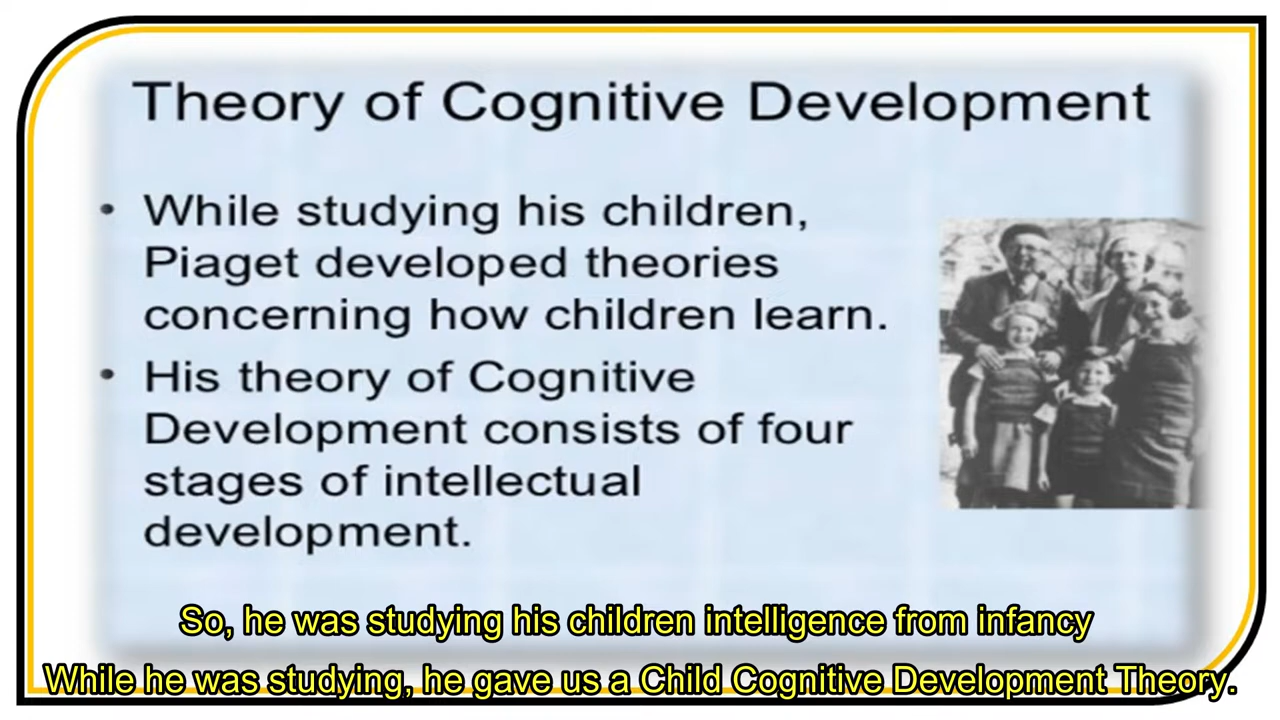 Theory of Cognitive Development
• While studying his children,
Piaget developed theories
concerning how children learn.
• His theory of Cognitive
Development consists of four
stages of intellectual
development.
So, he was studying his children intelligence from infancy
While he was studying, he gave us a Child Cognitive Development Theory.